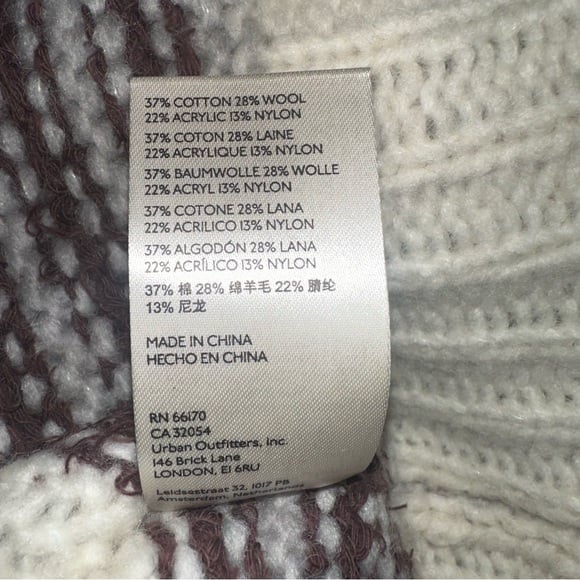 37% COTTON 28% WOOL
22% ACRYLIC 13% NYLON
37% COTON 28% LAINE
22% ACRYLIQUE 13% NYLON
37% BAUMWOLLE 28% WOLLE
22% ACRYL 13% NYLON
37% COTONE 28% LANA
22% ACRILICO 13% NYLON
37% ALGODÓN 28% LANA
22% ACRÍLICO 13% NYLON
37% 棉 28% 绵羊毛 22% 腈纶
13% 尼龙
MADE IN CHINA
HECHO EN CHINA
RN 66170
CA 32054
Urban Outfitters, Inc.
146 Brick Lane
LONDON, E1 6RU
Leidsestraat 32, 1017 PB
Amsterdam, Netherlands